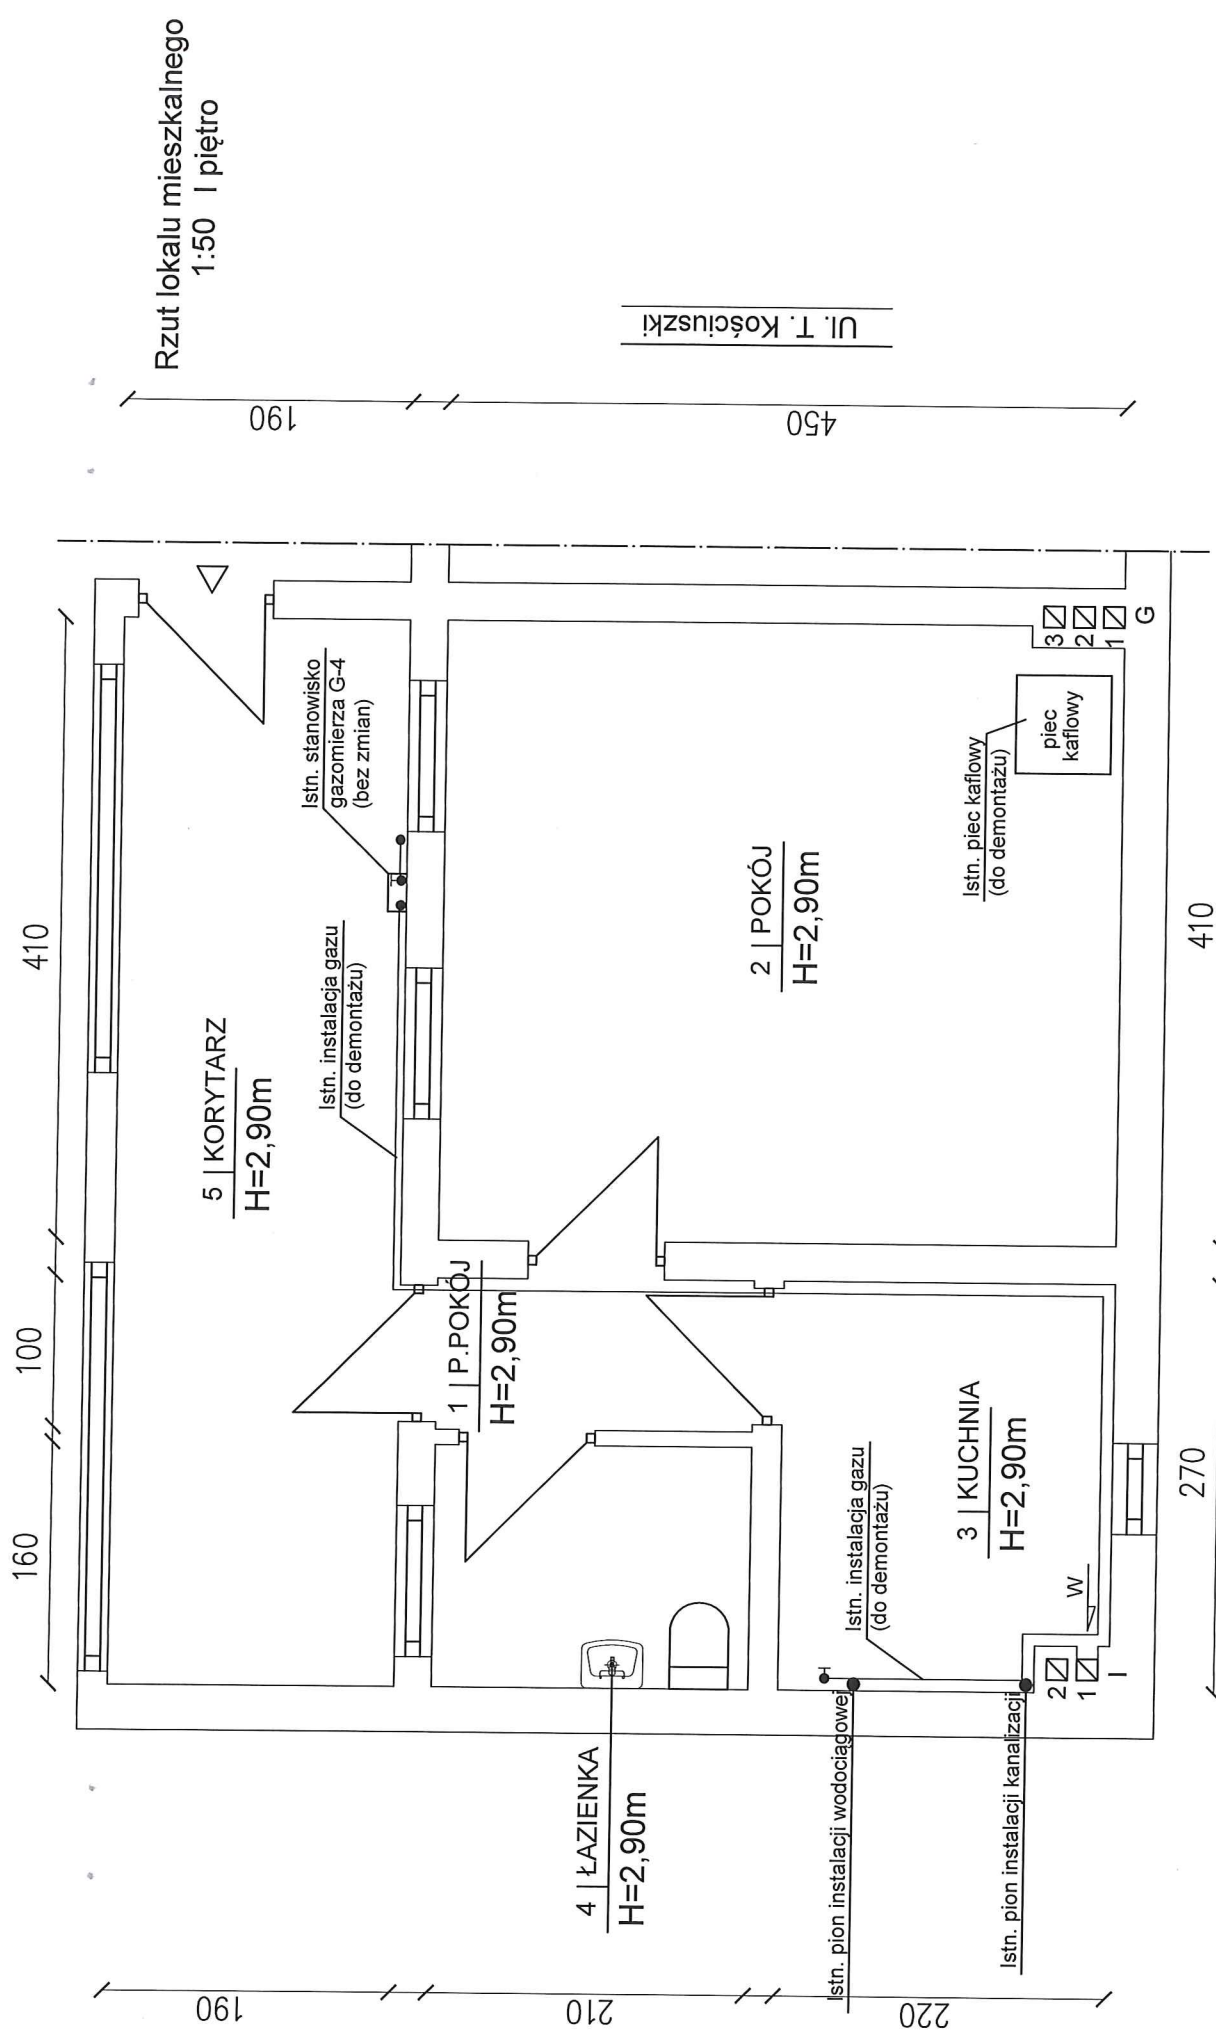 Rzut lokalu mieszkalnego
1:50 I piętro
Ul. T. Kościuszki
160
100
410
190
450
5 | KORYTARZ
H=2,90m
Istn. stanowisko
gazomierza G-4
(bez zmian)
Istn. instalacja gazu
(do demontażu)
1 | P.POKÓJ
H=2,90m
2 | POKÓJ
H=2,90m
Istn. piec kaflowy
(do demontażu)
piec
kaflowy
3
2
1
G
4 | ŁAZIENKA
H=2,90m
3 | KUCHNIA
H=2,90m
Istn. instalacja gazu
(do demontażu)
W
2
1
I
Istn. pion instalacji wodociągowej
Istn. pion instalacji kanalizacji
190
210
220
270
410